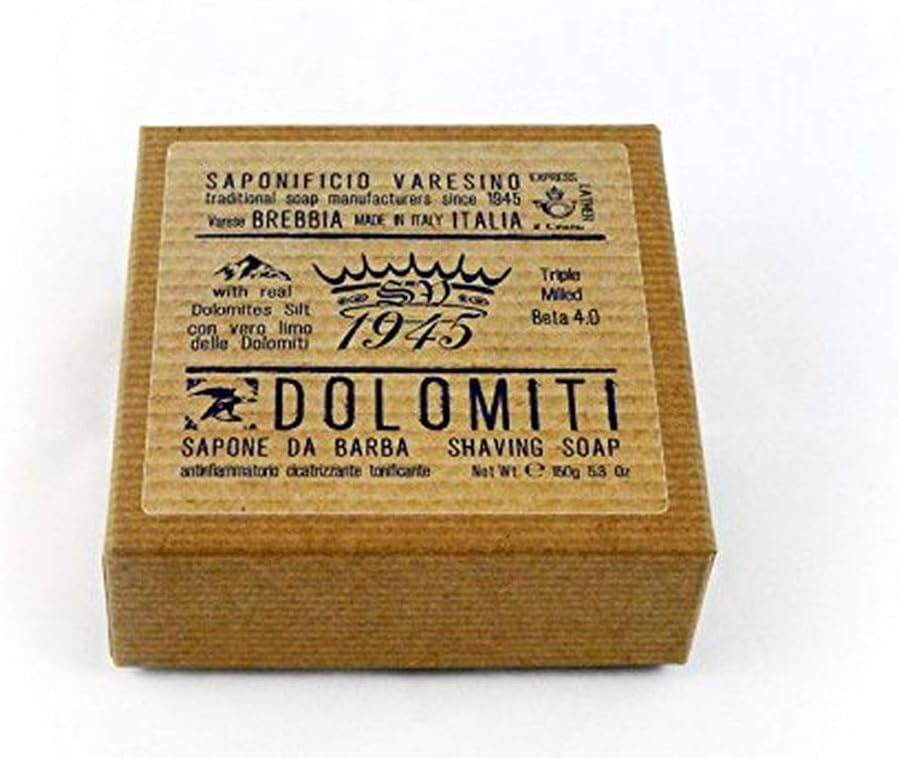 SAPONIFICIO VARESINO
traditional soap manufacturers since 1945
Varese BREBBIA MADE IN ITALY ITALIA
EXPRESS
LATHER
with real
Dolomites Silt
con vero limo
delle Dolomiti
SV
1945
Triple
Milled
Beta 4.0
DOLOMITI
SAPONE DA BARBA SHAVING SOAP
antinfiammatorio cicatrizzante tonificante Net Wt. ℮ 150g 5.3 Oz